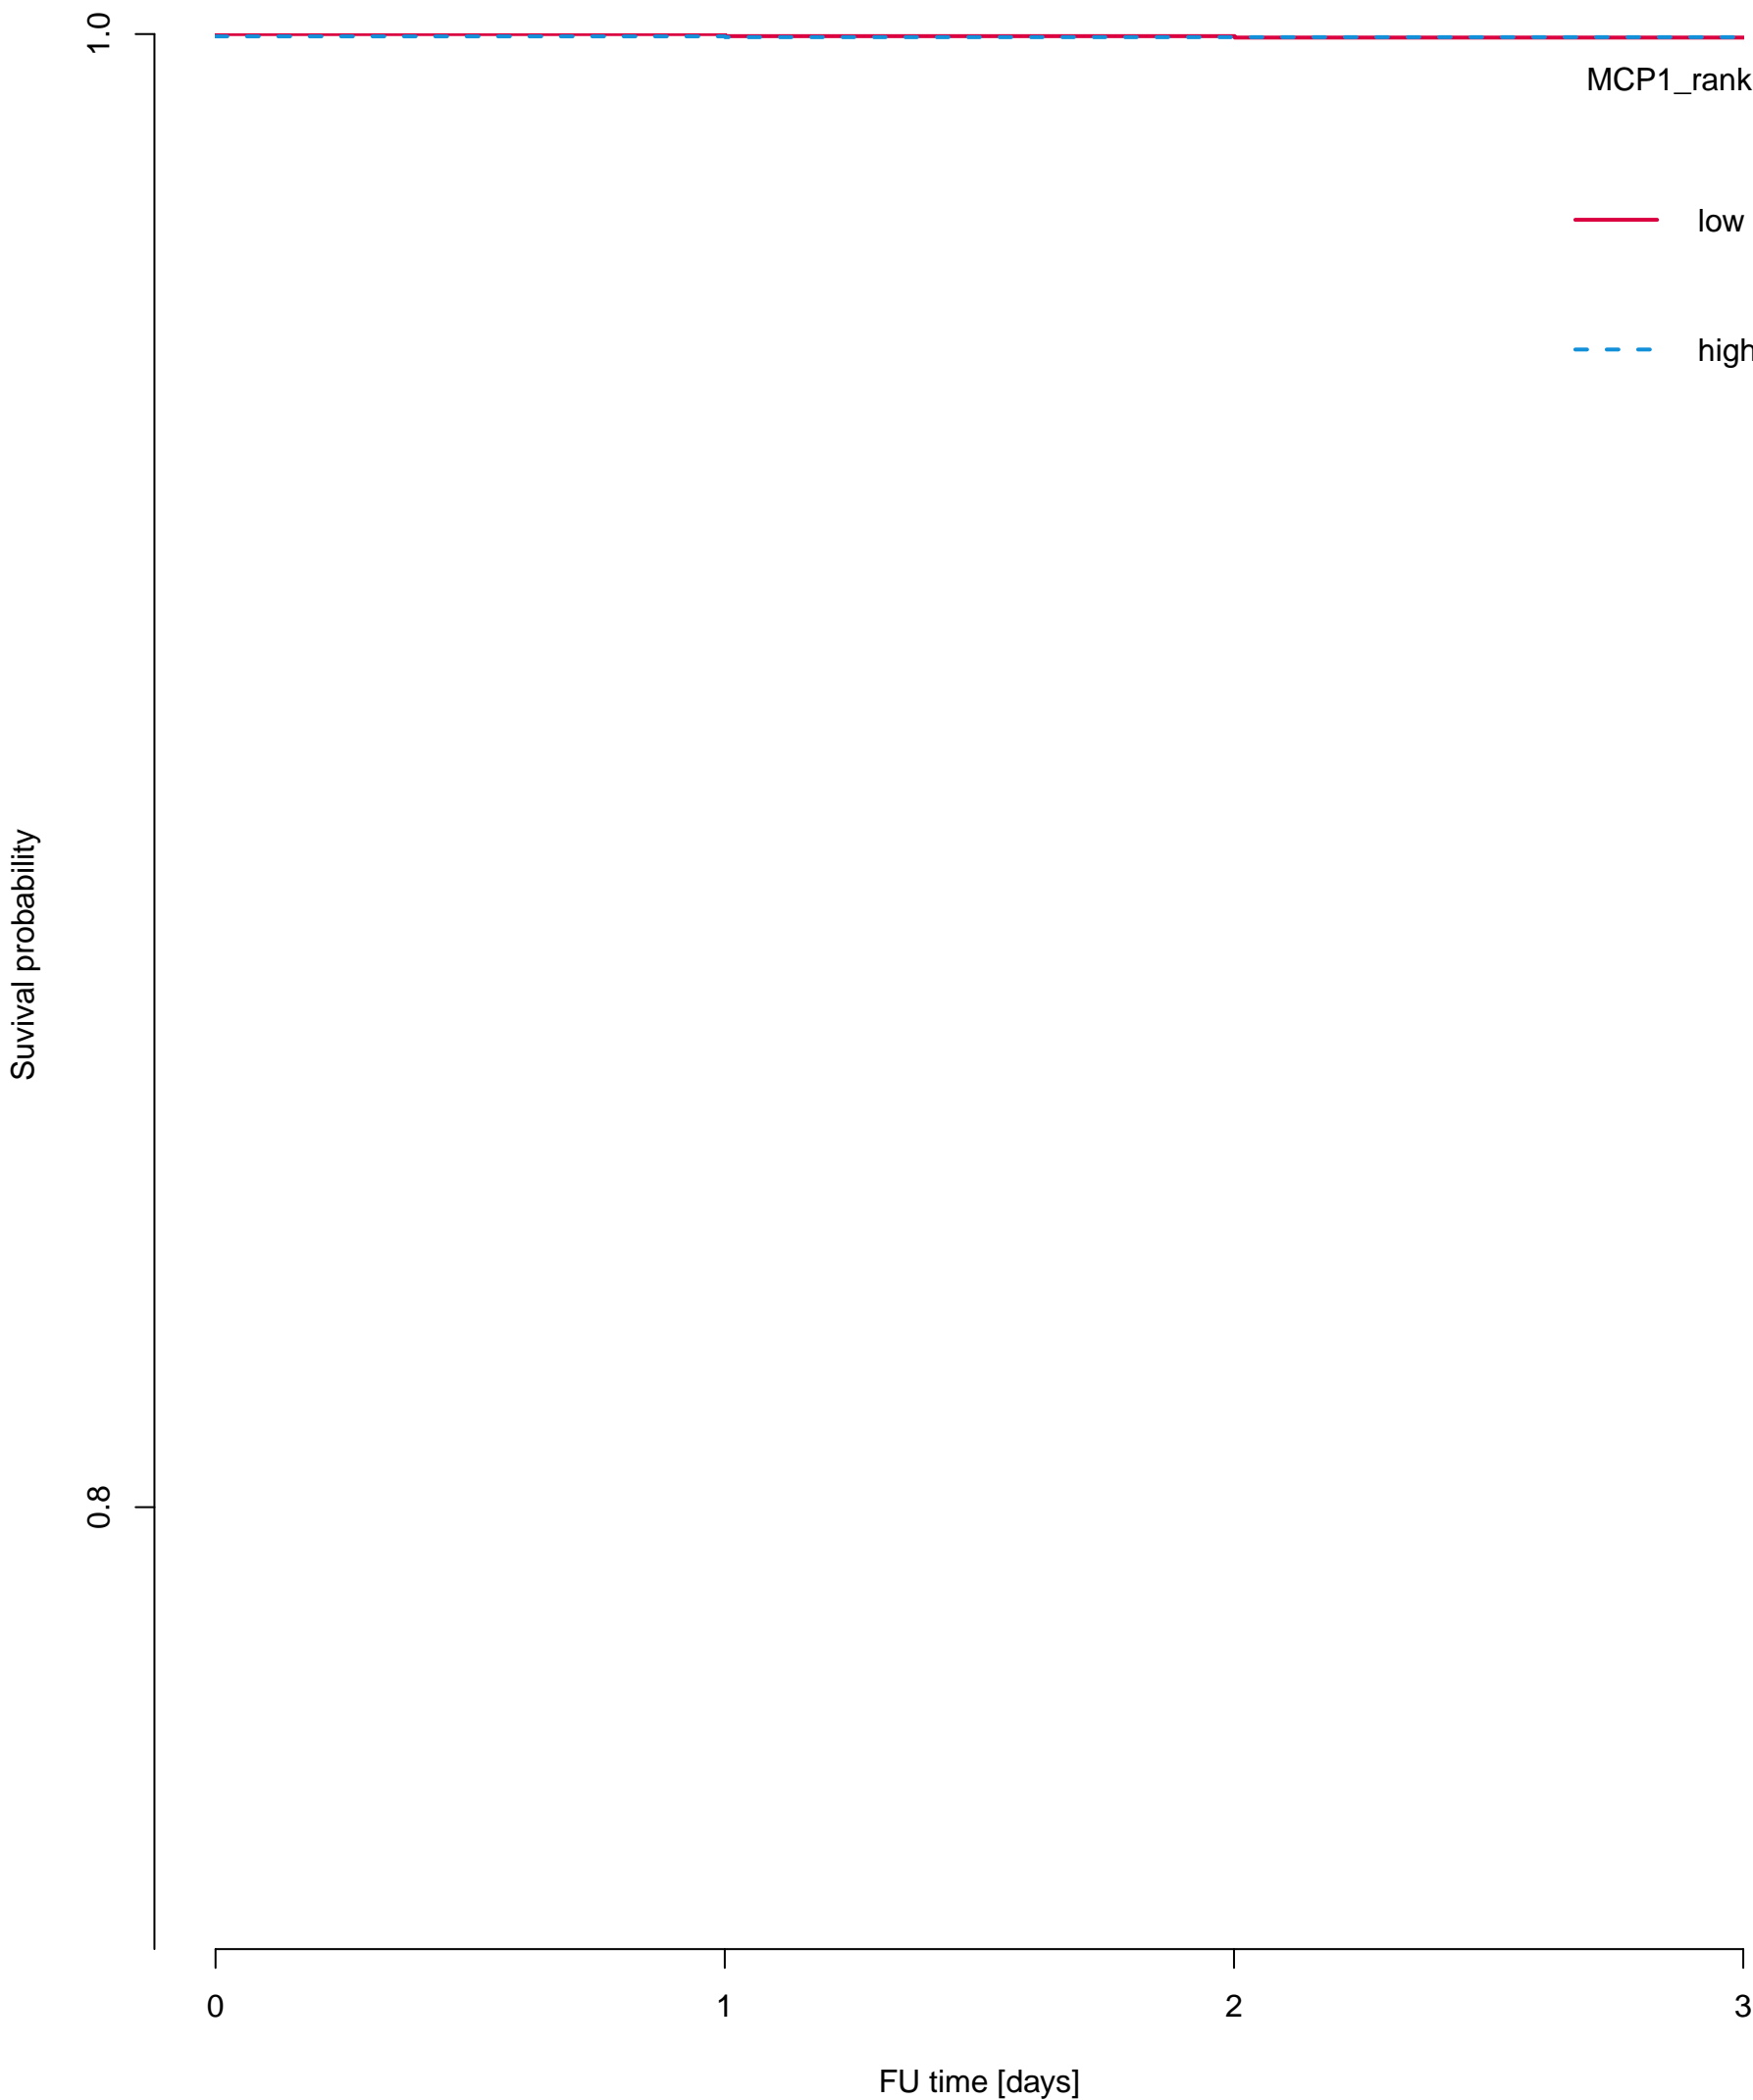 1.0
MCP1_rank
low
high
Suvival probability
0.8
0 1 2 3
FU time [days]